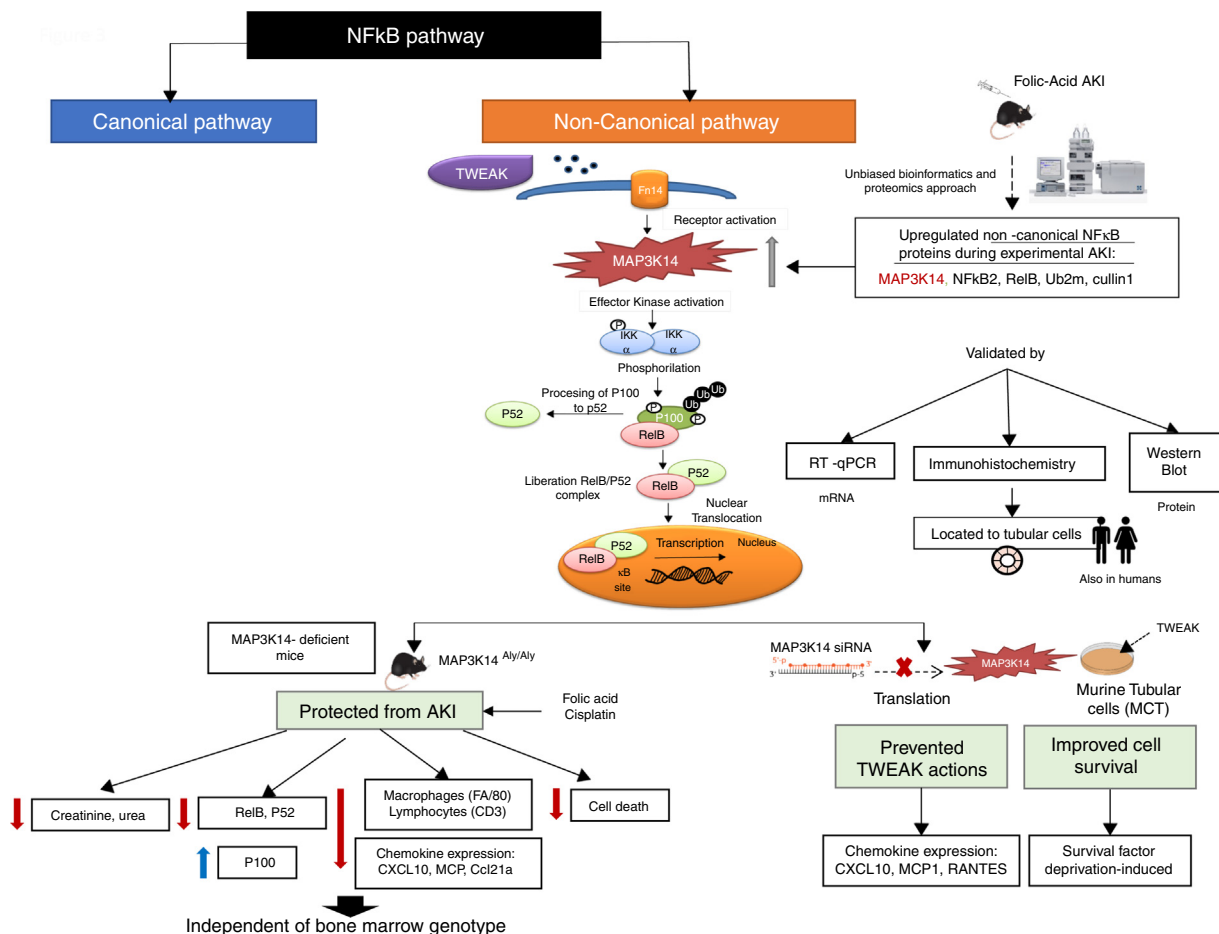 NFkB pathway
Canonical pathway
Non-Canonical pathway
TWEAK
Fn14
Receptor activation
MAP3K14
Effector Kinase activation
P
IKK
α
IKK
α
Phosphorilation
Procesing of P100
to p52
P52
P
Ub
Ub
Ub
P100
P
RelB
Liberation RelB/P52
complex
P52
RelB
Nuclear
Translocation
P52
RelB
Transcription
Nucleus
κB
site
Folic-Acid AKI
Unbiased bioinformatics and
proteomics approach
Upregulated non -canonical NFκB
proteins during experimental AKI:
MAP3K14, NFkB2, RelB, Ub2m, cullin1
Validated by
RT -qPCR
mRNA
Immunohistochemistry
Western
Blot
Protein
Located to tubular cells
Also in humans
MAP3K14- deficient
mice
MAP3K14 Aly/Aly
Protected from AKI
Folic acid
Cisplatin
Creatinine, urea
RelB, P52
P100
Macrophages (FA/80)
Lymphocytes (CD3)
Chemokine expression:
CXCL10, MCP, Ccl21a
Cell death
Independent of bone marrow genotype
MAP3K14 siRNA
5'-p
3'
3'
p-5
Translation
MAP3K14
TWEAK
Murine Tubular
cells (MCT)
Prevented
TWEAK actions
Improved cell
survival
Chemokine expression:
CXCL10, MCP1, RANTES
Survival factor
deprivation-induced